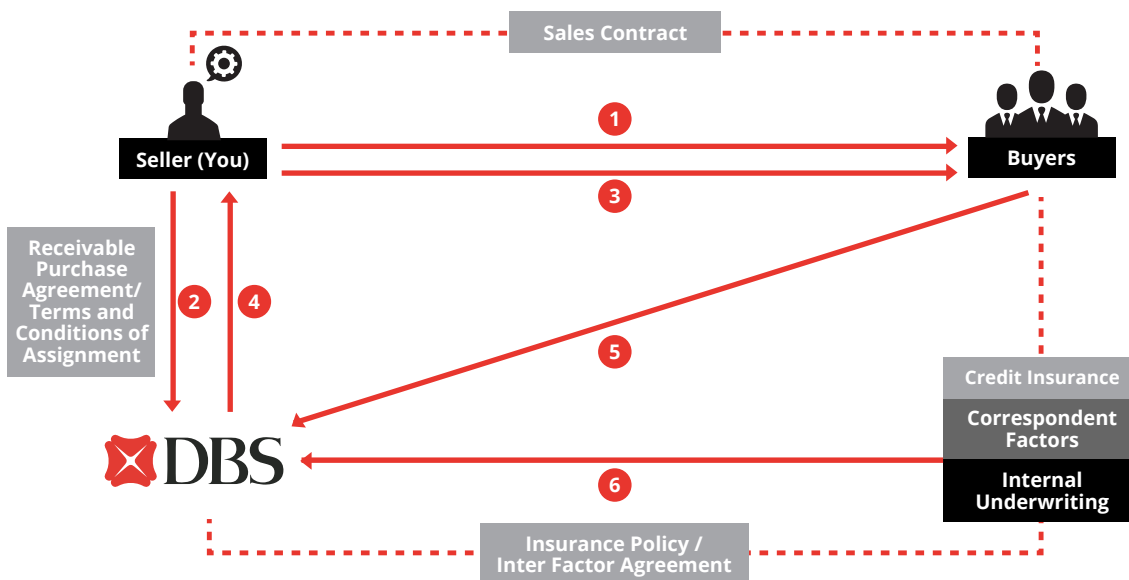 Sales Contract
1
Seller (You)
Buyers
3
Receivable
Purchase
Agreement/
Terms and
Conditions of
Assignment
2
4
5
Credit Insurance
Correspondent
Factors
DBS
6
Internal
Underwriting
Insurance Policy /
Inter Factor Agreement